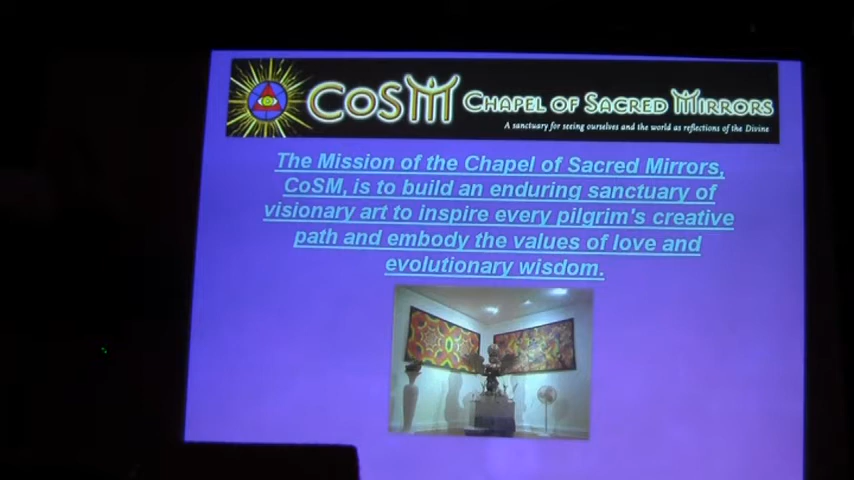 CoSM CHAPEL OF SACRED MIRRORS
A sanctuary for seeing ourselves and the world as reflections of the Divine
The Mission of the Chapel of Sacred Mirrors,
CoSM, is to build an enduring sanctuary of
visionary art to inspire every pilgrim's creative
path and embody the values of love and
evolutionary wisdom.